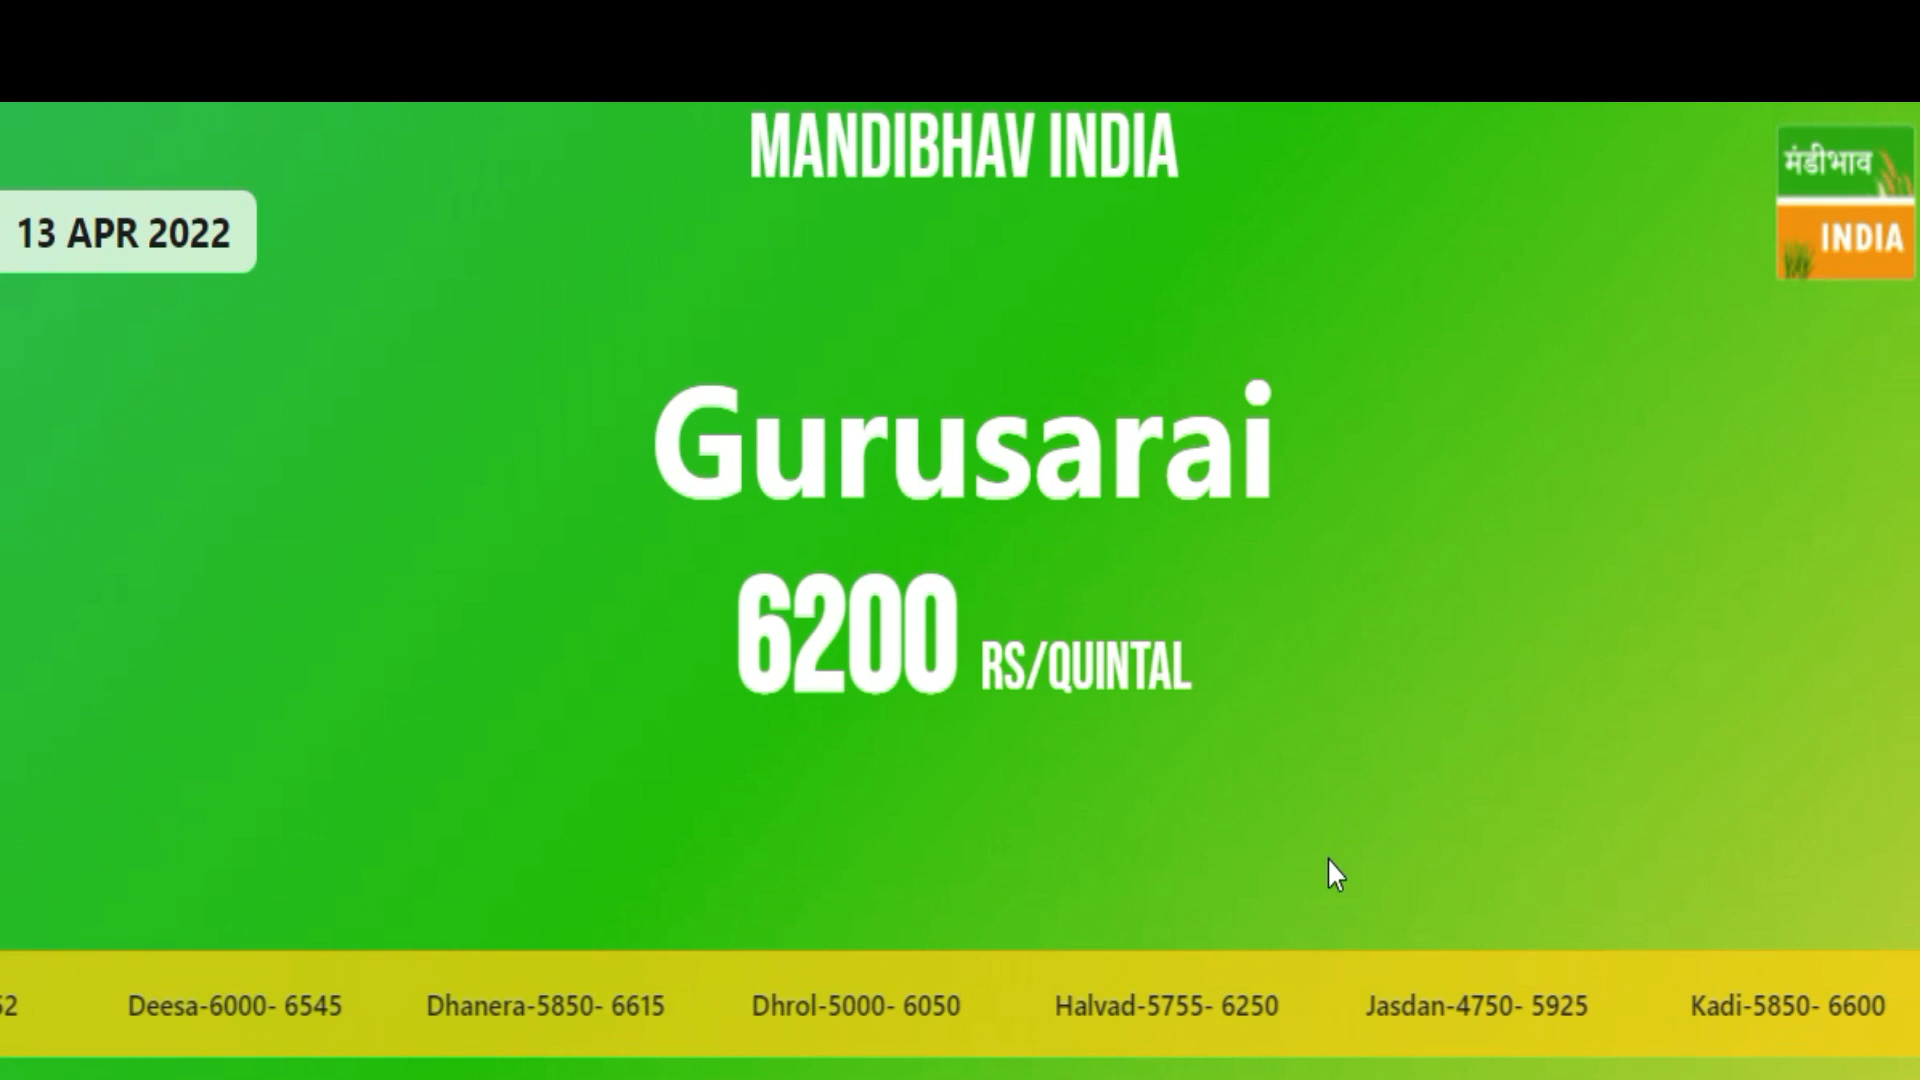 MANDIBHAV INDIA
मंडीभाव
INDIA
13 APR 2022
Gurusarai
6200 RS/QUINTAL
52 Deesa-6000- 6545 Dhanera-5850- 6615 Dhrol-5000- 6050 Halvad-5755- 6250 Jasdan-4750- 5925 Kadi-5850- 6600